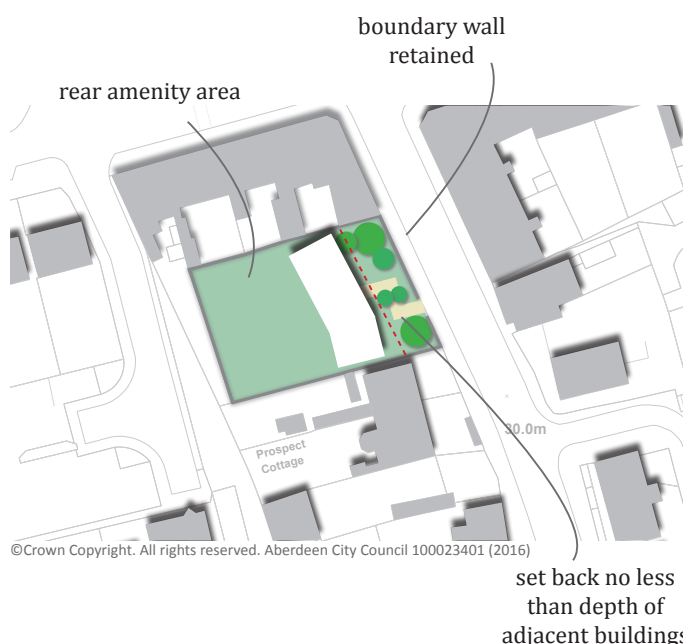 boundary wall
retained
rear amenity area
30.0m
Prospect
Cottage
©Crown Copyright. All rights reserved. Aberdeen City Council 100023401 (2016)
set back no less
than depth of
adjacent buildings